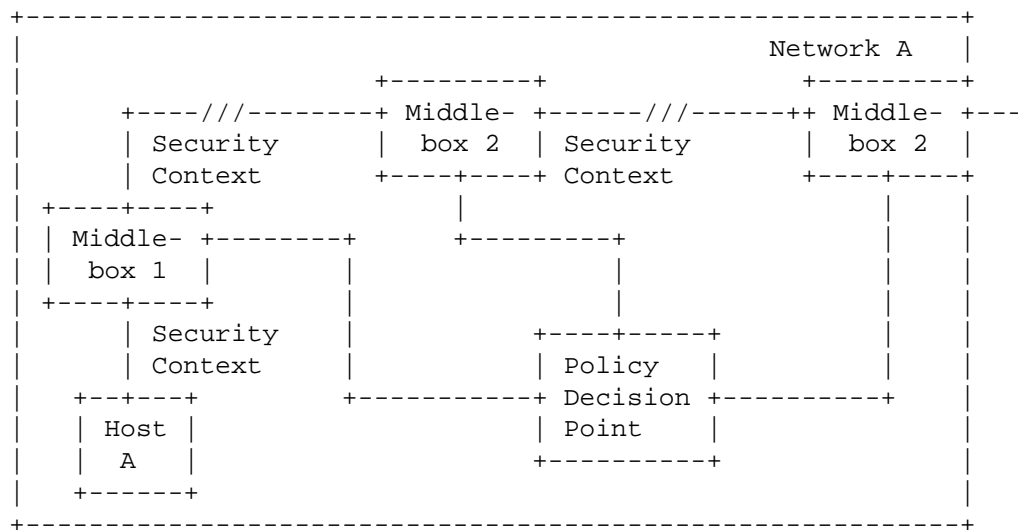 +-----------------------------------------------------------+
|                                               Network A   |
|                      +---------+                +---------+
|      +----///--------+ Middle- +------///------++ Middle- +---
|      | Security      |  box 2  | Security       |  box 2  |
|      | Context       +----+----+ Context        +----+----+
| +----+----+               |                          |    |
| | Middle- +--------+      +---------+                |    |
| |  box 1  |        |                |                |    |
| +----+----+        |                |                |    |
|      | Security    |           +----+-----+          |    |
|      | Context     |           | Policy   |          |    |
|   +--+---+         +-----------+ Decision +----------+    |
|   | Host |                     | Point    |               |
|   |  A   |                     +----------+               |
|   +------+                                                |
+-----------------------------------------------------------+